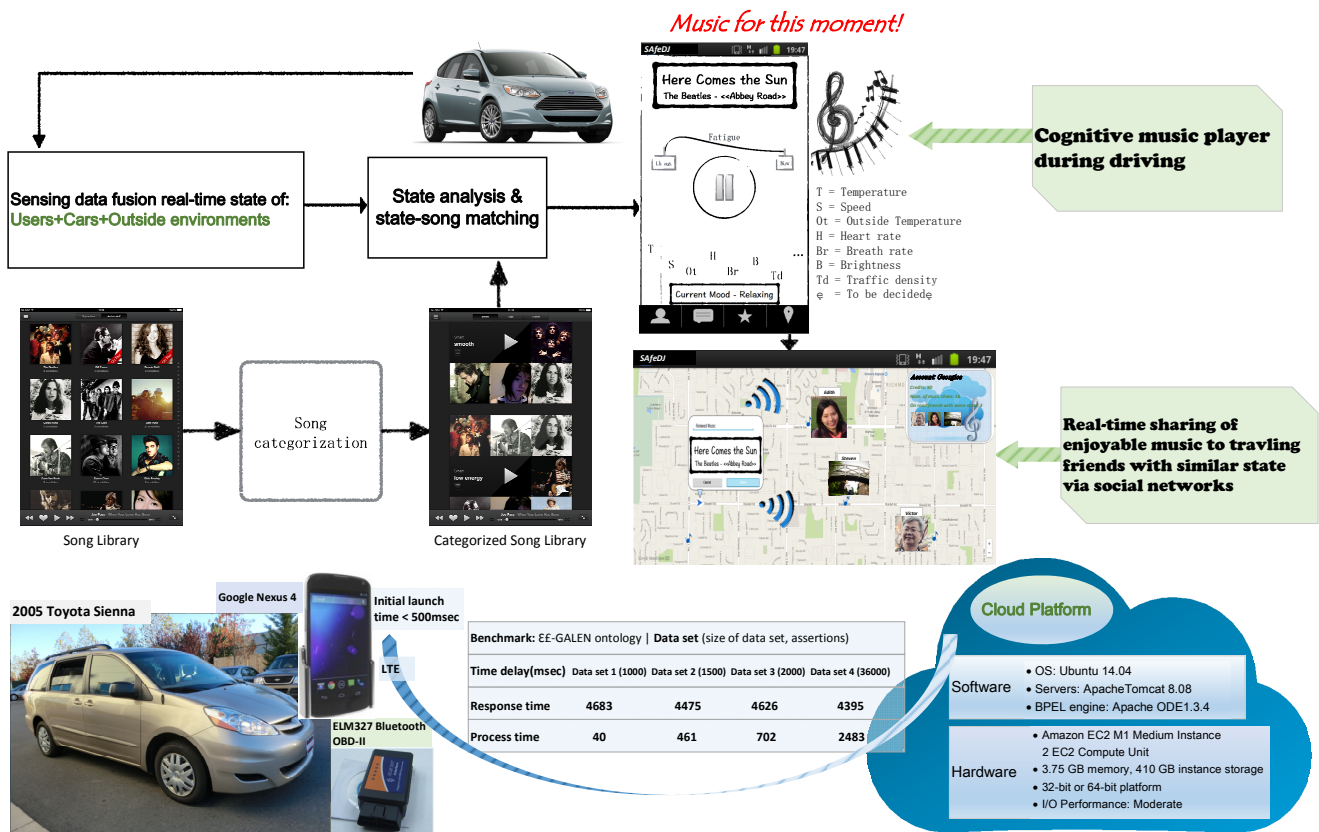 Music for this moment!
SAfeDJ
19:47
Here Comes the Sun
The Beatles - <<Abbey Road>>
Fatigue
T
S
Ot
H
Br
B
Td
...
Current Mood - Relaxing
T = Temperature
S = Speed
Ot = Outside Temperature
H = Heart rate
Br = Breath rate
B = Brightness
Td = Traffic density
ę = To be decidedę
Cognitive music player
during driving
Sensing data fusion real-time state of:
Users+Cars+Outside environments
State analysis &
state-song matching
Song
catcgorization
smooth
low energy
Song Library
Categorized Song Library
SAfeDJ
19:47
Edith
Steven
Victor
Here Comes the Sun
The Beatles - <<Abbey Road>>
Real-time sharing of
enjoyable music to travling
friends with similar state
via social networks
2005 Toyota Sienna
Google Nexus 4
Initial launch
time < 500msec
LTE
ELM327 Bluetooth
OBD-II
Benchmark: ƐƐ-GALEN ontology | Data set (size of data set, assertions)
Time delay(msec) Data set 1 (1000) Data set 2 (1500) Data set 3 (2000) Data set 4 (36000)
Response time 4683 4475 4626 4395
Process time 40 461 702 2483
Cloud Platform
Software
• OS: Ubuntu 14.04
• Servers: ApacheTomcat 8.08
• BPEL engine: Apache ODE1.3.4
Hardware
• Amazon EC2 M1 Medium Instance
2 EC2 Compute Unit
• 3.75 GB memory, 410 GB instance storage
• 32-bit or 64-bit platform
• I/O Performance: Moderate